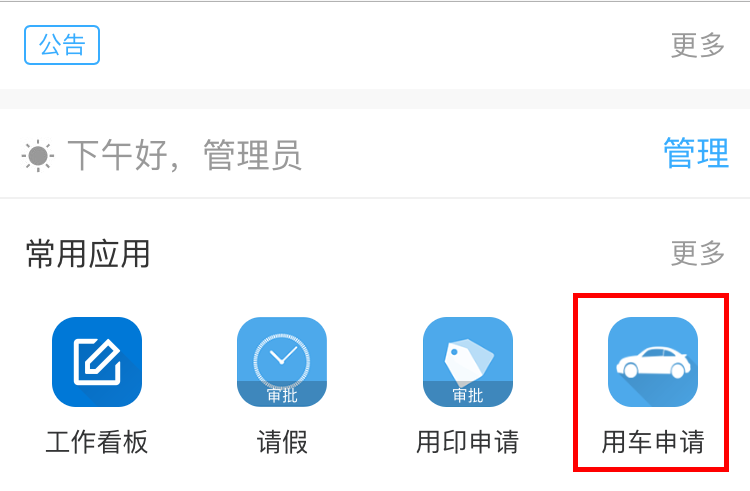 公告 更多
下午好，管理员 管理
常用应用 更多
审批 审批
工作看板 请假 用印申请 用车申请